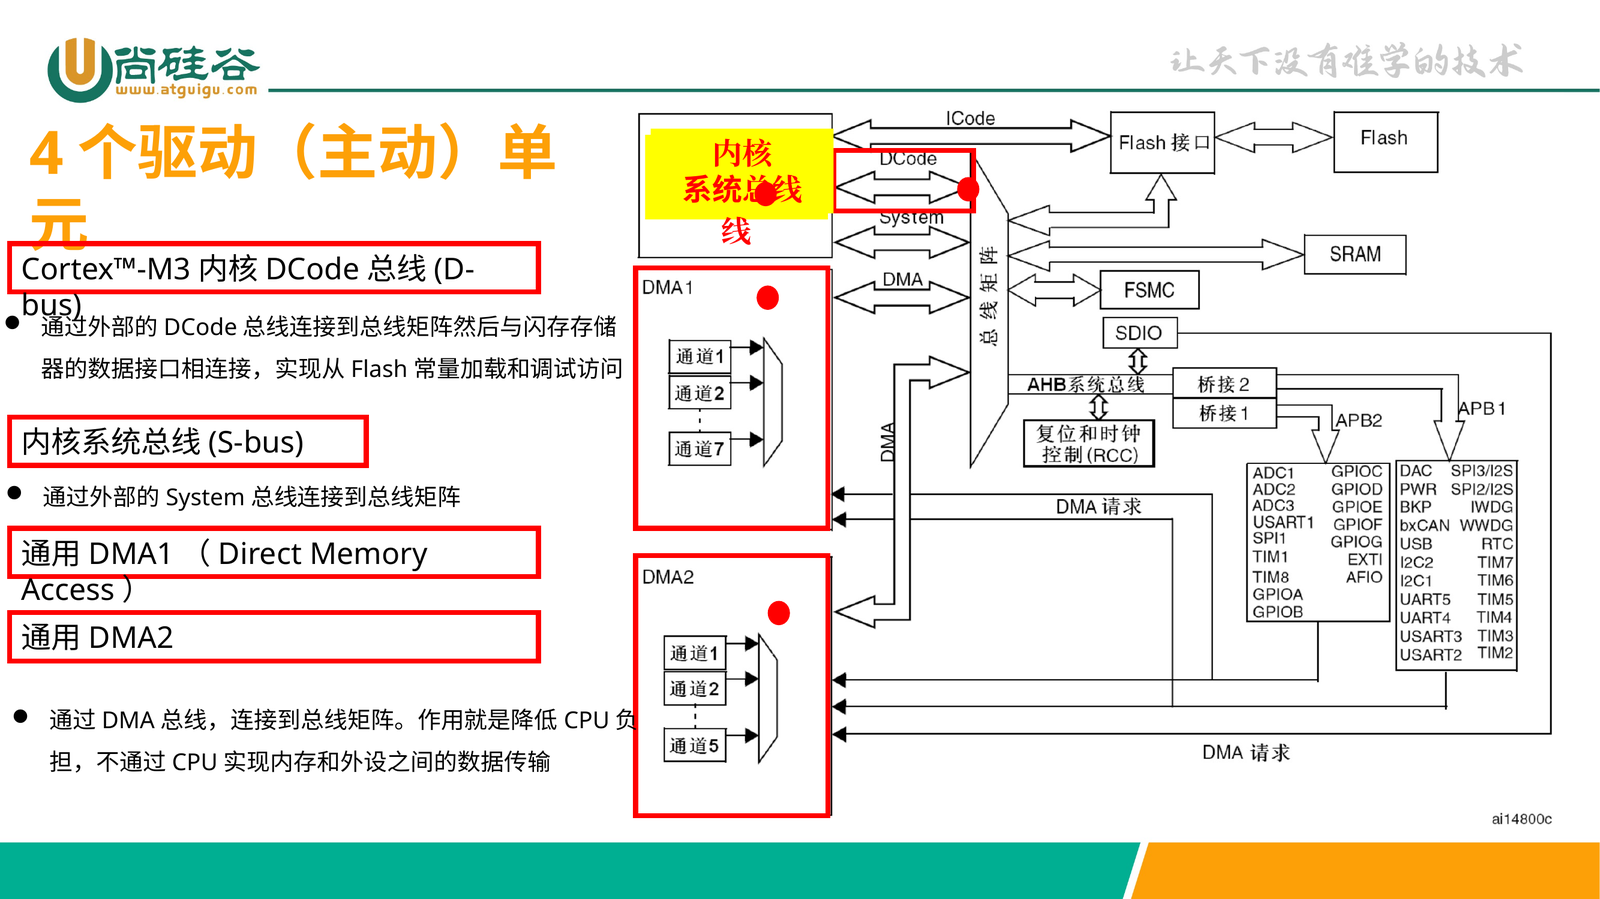 尚硅谷
www.atguigu.com
让天下没有难学的技术
4个驱动（主动）单
元
Cortex™-M3 内核 DCode 总线 (D-
bus)
通过外部的 DCode 总线连接到总线矩阵然后与闪存存储
器的数据接口相连接，实现从 Flash 常量加载和调试访问
内核系统总线 (S-bus)
通过外部的 System 总线连接到总线矩阵
通用 DMA1 （ Direct Memory
Access ）
通用 DMA2
通过 DMA 总线，连接到总线矩阵。作用就是降低 CPU 负
担，不通过 CPU 实现内存和外设之间的数据传输
内核
系统总线
线
ICode
DCode
System
DMA
DMA
总线矩阵
Flash 接口
Flash
SRAM
FSMC
SDIO
AHB系统总线
桥接 2
桥接 1
复位和时钟
控制(RCC)
APB2
APB1
DMA1
通道1
通道2
通道7
DMA2
通道1
通道2
通道5
DMA 请求
DMA 请求
ADC1 GPIOC
ADC2 GPIOD
ADC3 GPIOE
USART1 GPIOF
SPI1 GPIOG
TIM1 EXTI
TIM8 AFIO
GPIOA
GPIOB
DAC SPI3/I2S
PWR SPI2/I2S
BKP IWDG
bxCAN WWDG
USB RTC
I2C2 TIM7
I2C1 TIM6
UART5 TIM5
UART4 TIM4
USART3 TIM3
USART2 TIM2
ai14800c